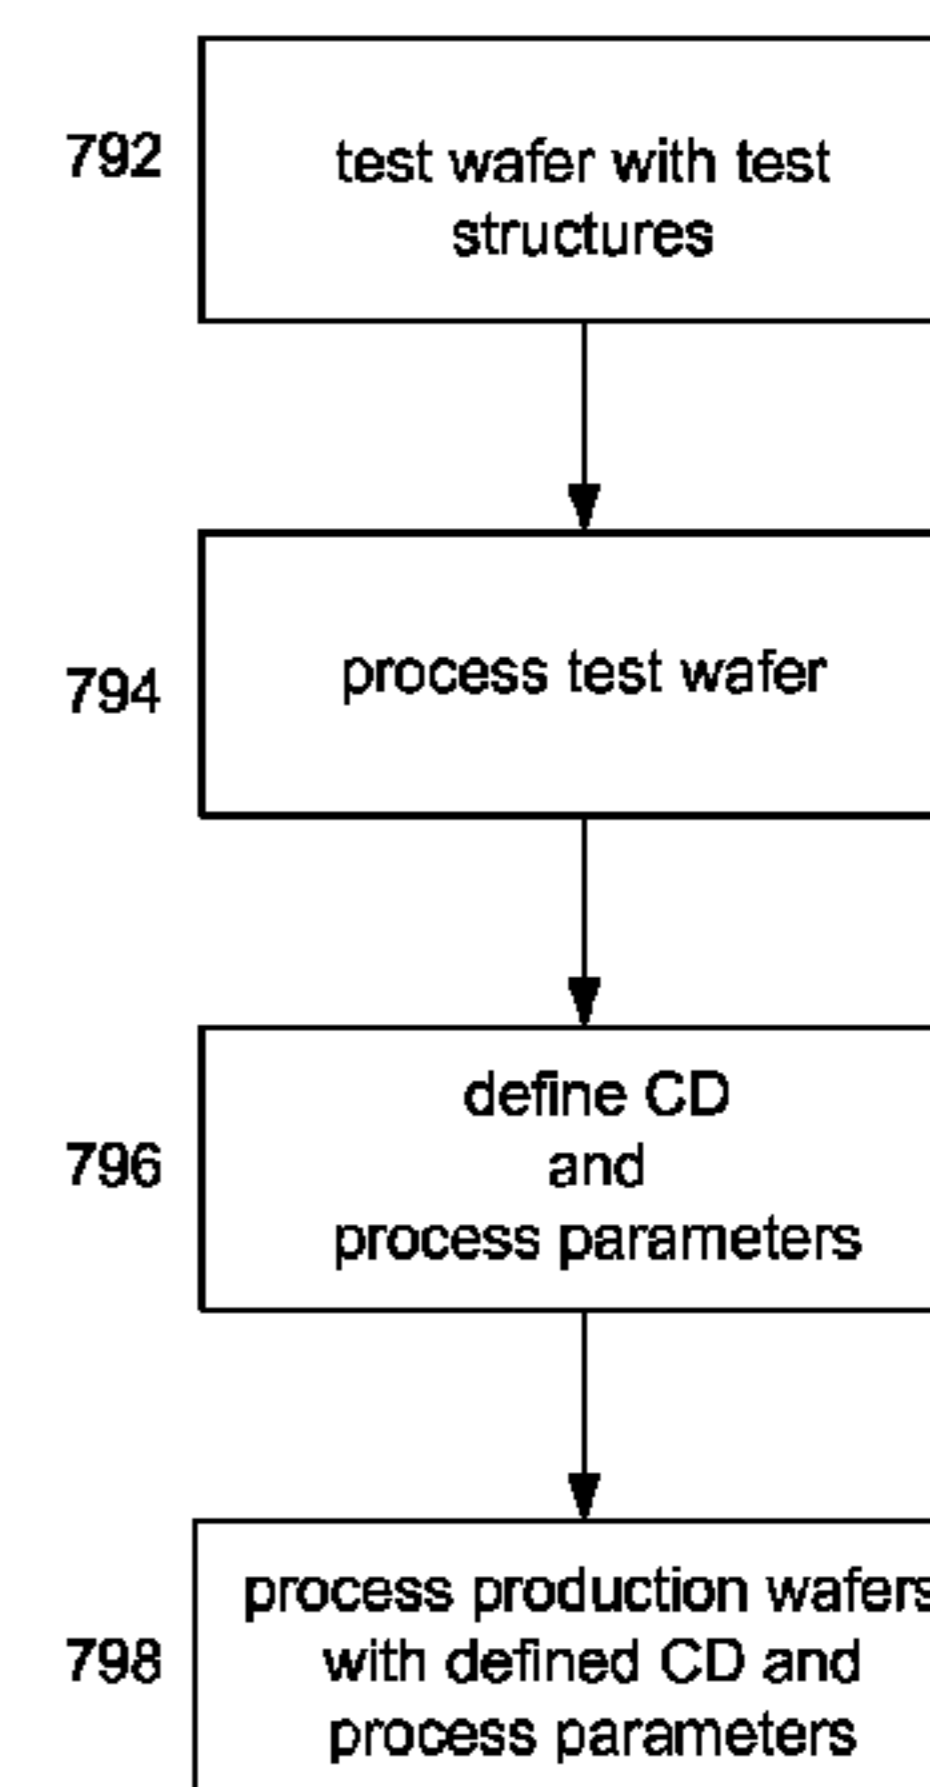 792
test wafer with test
structures
794
process test wafer
define CD
796
and
process parameters
process production wafers
798
with defined CD and
process parameters